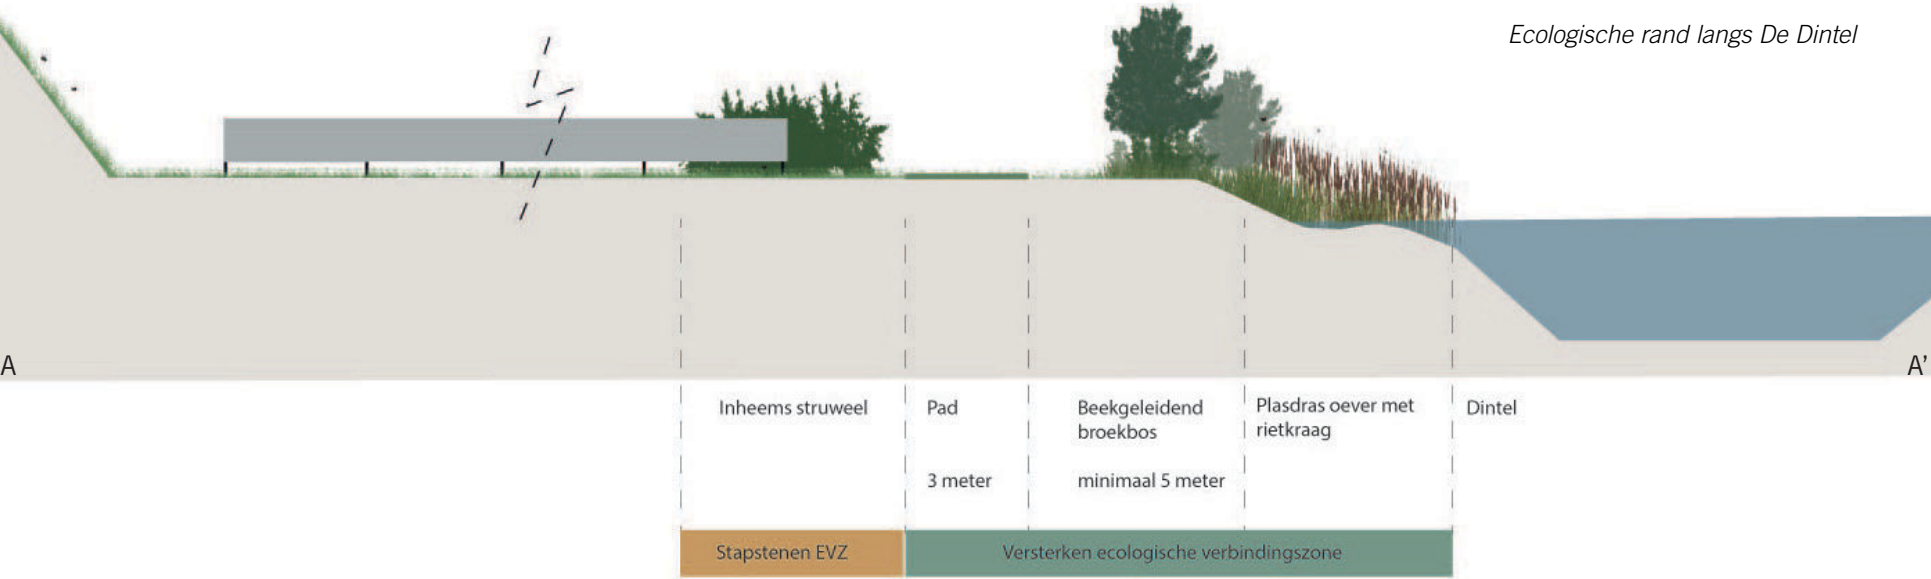 Ecologische rand langs De Dintel
A
A'
Inheems struweel
Pad
Beekgeleidend
broekbos
Plasdras oever met
rietkraag
Dintel
3 meter
minimaal 5 meter
Stapstenen EVZ
Versterken ecologische verbindingszone